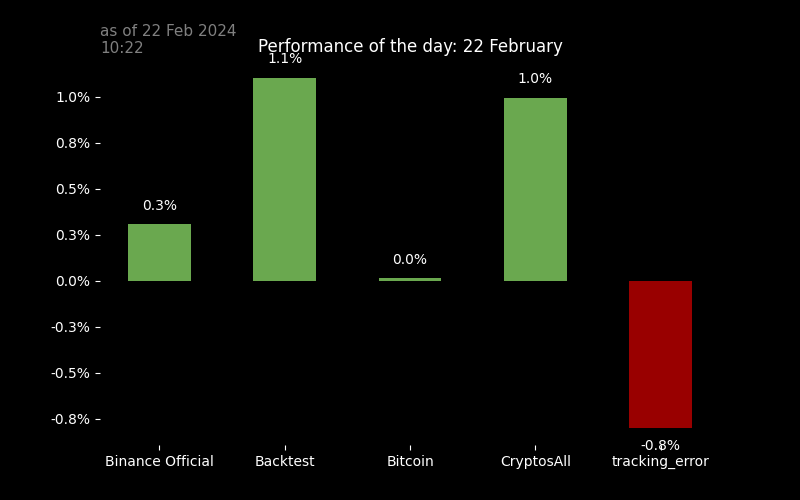 as of 22 Feb 2024
10:22
Performance of the day: 22 February
1.1%
1.0%
1.0%
0.8%
0.5%
0.3%
0.3%
0.0%
0.0%
-0.3%
-0.5%
-0.8%
-0.8%
Binance Official
Backtest
Bitcoin
CryptosAll
tracking_error